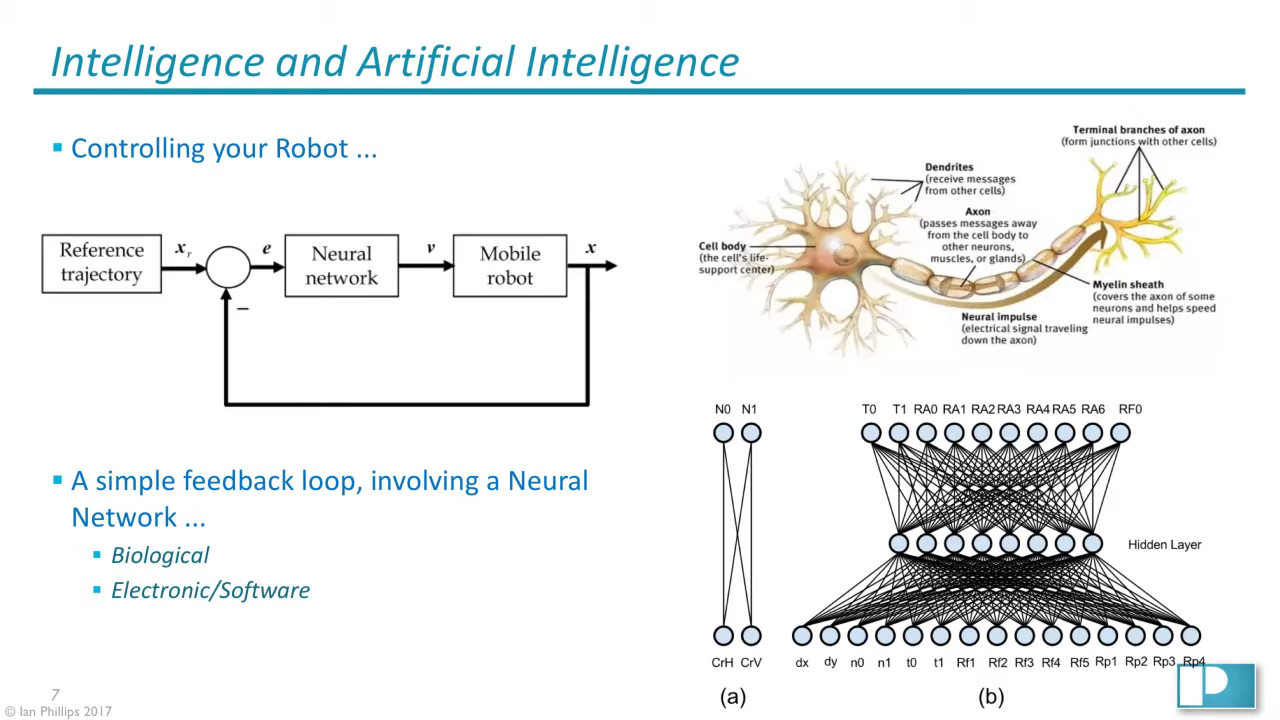 Intelligence and Artificial Intelligence
▪ Controlling your Robot ...
Reference
trajectory
xr
e
Neural
network
v
Mobile
robot
x
−
▪ A simple feedback loop, involving a Neural
Network ...
▪ Biological
▪ Electronic/Software
Terminal branches of axon
(form junctions with other cells)
Dendrites
(receive messages
from other cells)
Axon
(passes messages away
from the cell body to
other neurons,
muscles, or glands)
Cell body
(the cell's life-
support center)
Myelin sheath
(covers the axon of some
neurons and helps speed
neural impulses)
Neural impulse
(electrical signal traveling
down the axon)
N0 N1
T0 T1 RA0 RA1 RA2 RA3 RA4 RA5 RA6 RF0
Hidden Layer
CrH CrV
dx dy n0 n1 t0 t1 Rf1 Rf2 Rf3 Rf4 Rf5 Rp1 Rp2 Rp3 Rp4
(a)
(b)
7
© Ian Phillips 2017
P